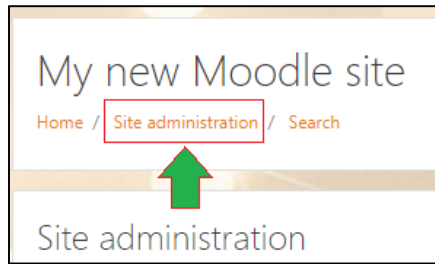 My new Moodle site
Home / Site administration / Search
Site administration